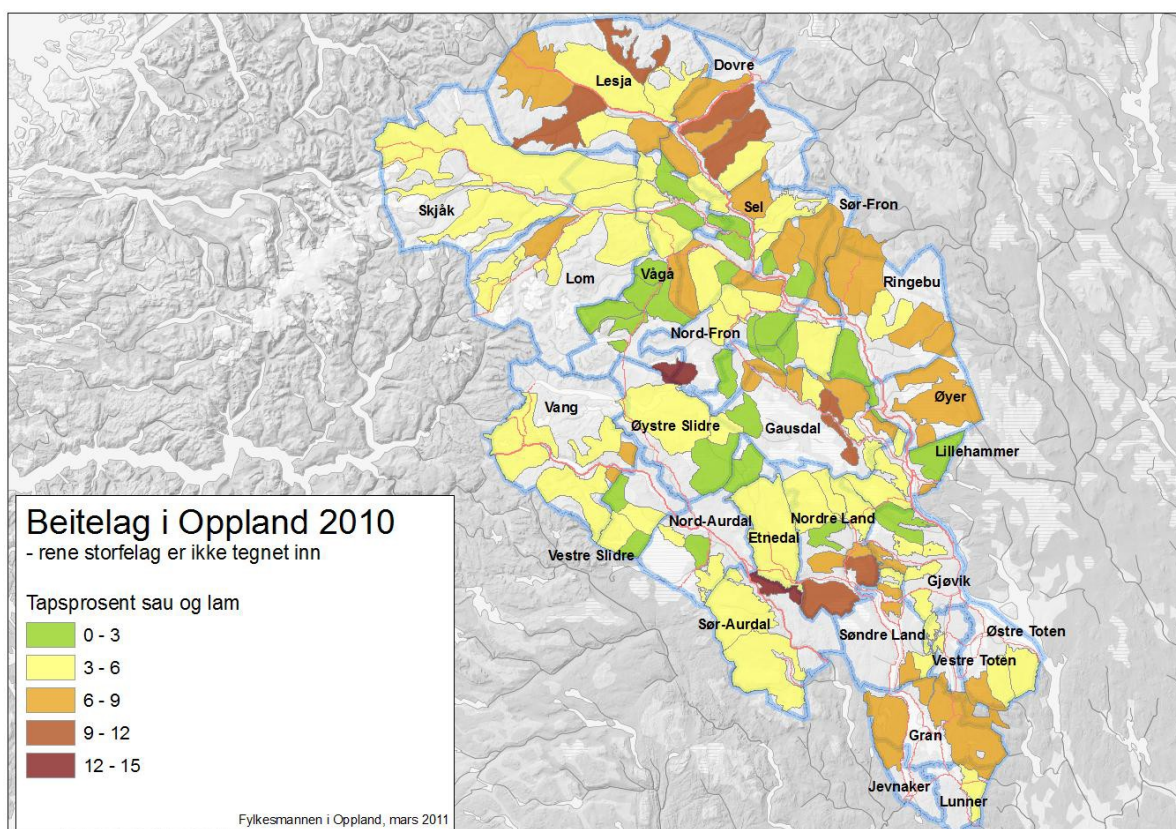 Dovre
Lesja
Skjåk
Sel
Sør-Fron
Lom
Vågå
Ringebu
Nord-Fron
Vang
Øystre Slidre
Gausdal
Øyer
Lillehammer
Nord-Aurdal
Nordre Land
Etnedal
Vestre Slidre
Gjøvik
Sør-Aurdal
Søndre Land
Østre Toten
Vestre Toten
Gran
Jevnaker
Lunner
Beitelag i Oppland 2010
- rene storfelag er ikke tegnet inn
Tapsprosent sau og lam
0 - 3
3 - 6
6 - 9
9 - 12
12 - 15
Fylkesmannen i Oppland, mars 2011